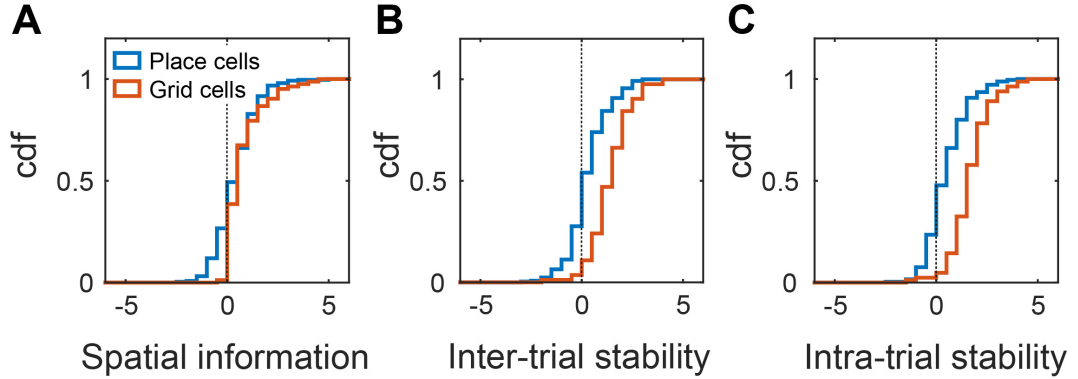 A
B
C
cdf
1
0.5
0
Place cells
Grid cells
-5
0
5
Spatial information
cdf
1
0.5
0
-5
0
5
Inter-trial stability
cdf
1
0.5
0
-5
0
5
Intra-trial stability